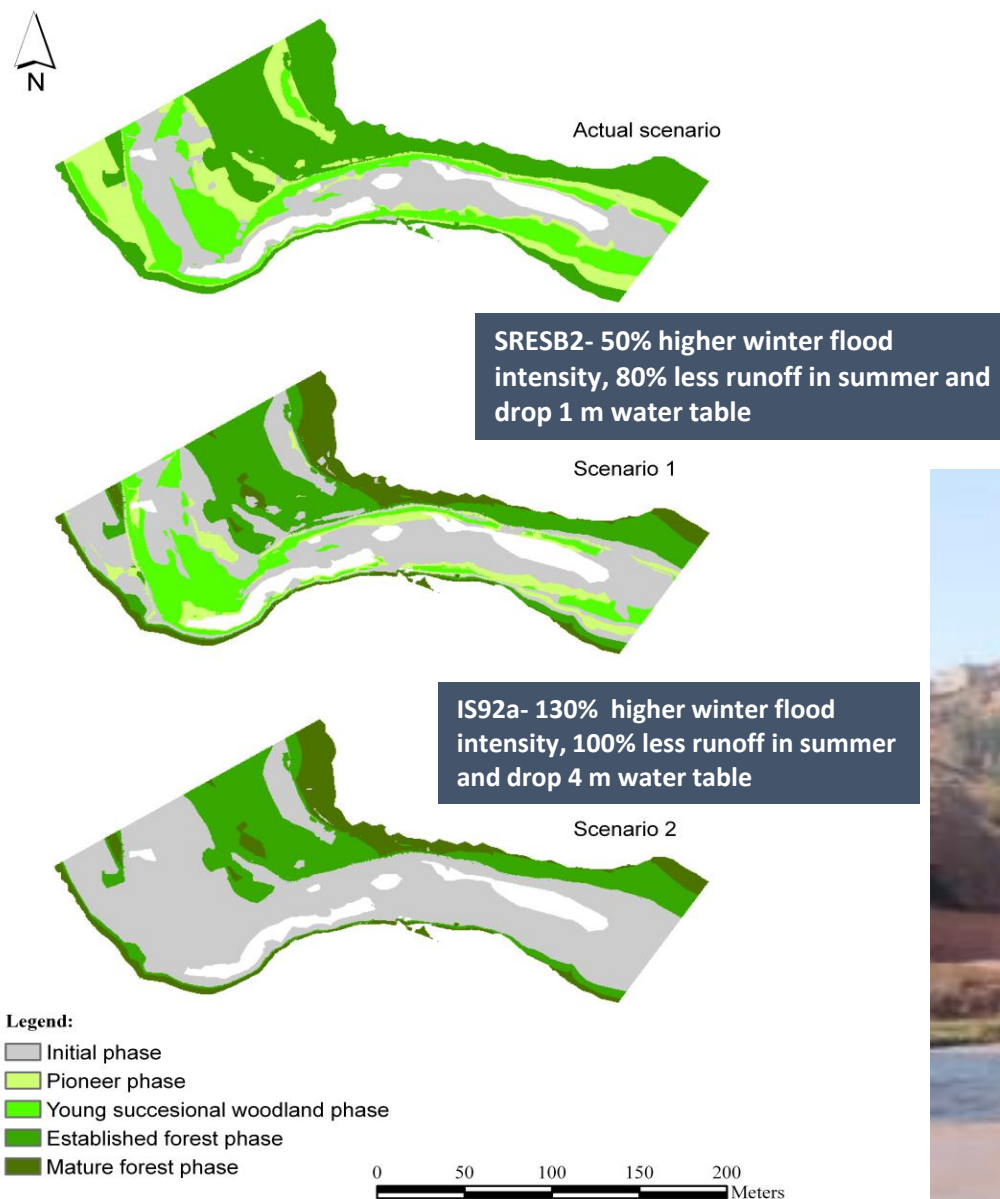 N
Actual scenario
SRESB2- 50% higher winter flood
intensity, 80% less runoff in summer and
drop 1 m water table
Scenario 1
IS92a- 130% higher winter flood
intensity, 100% less runoff in summer
and drop 4 m water table
Scenario 2
Legend:
Initial phase
Pioneer phase
Young succesional woodland phase
Established forest phase
Mature forest phase
0 50 100 150 200
Meters